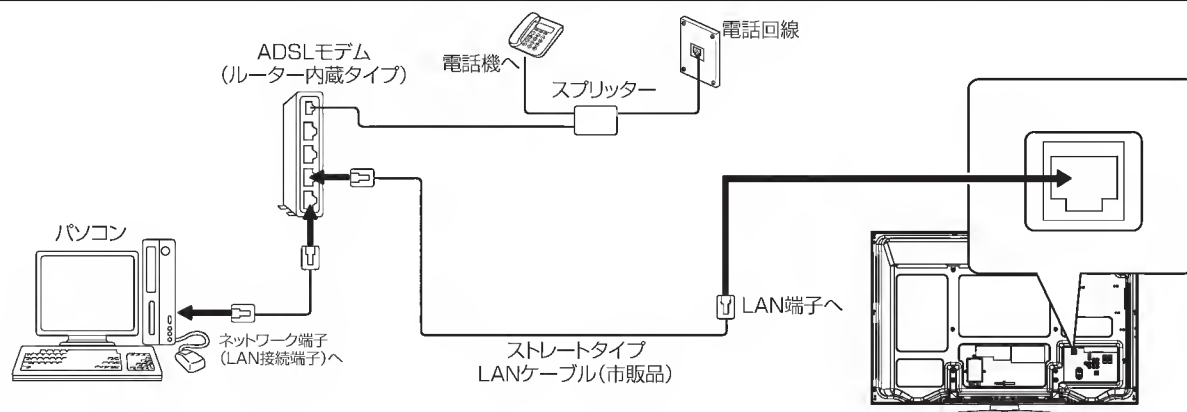 ADSLモデム
(ルーター内蔵タイプ)
電話機へ
電話回線
スプリッター
パソコン
ネットワーク端子
(LAN接続端子)へ
LAN端子へ
ストレートタイプ
LANケーブル(市販品)